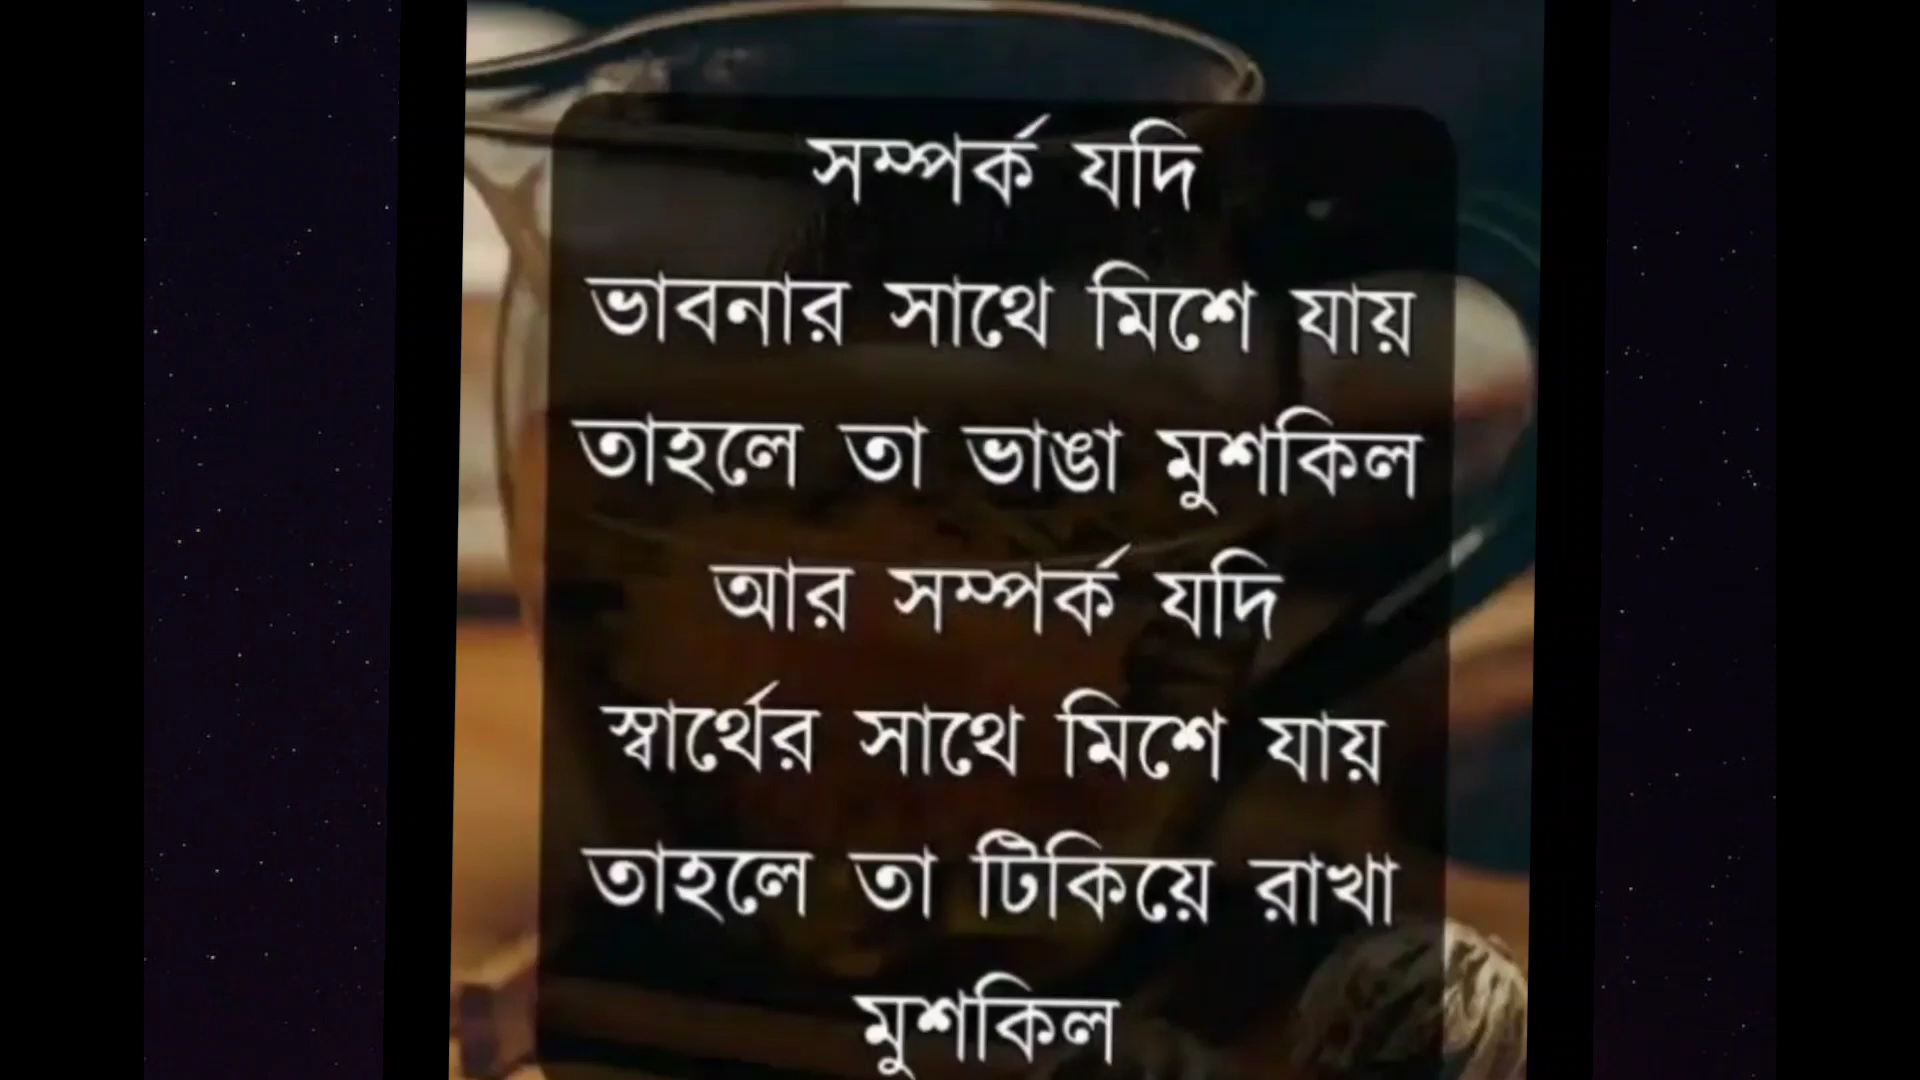 সম্পর্ক যদি
ভাবনার সাথে মিশে যায়
তাহলে তা ভাঙা মুশকিল
আর সম্পর্ক যদি
স্বার্থের সাথে মিশে যায়
তাহলে তা টিকিয়ে রাখা
মুশকিল